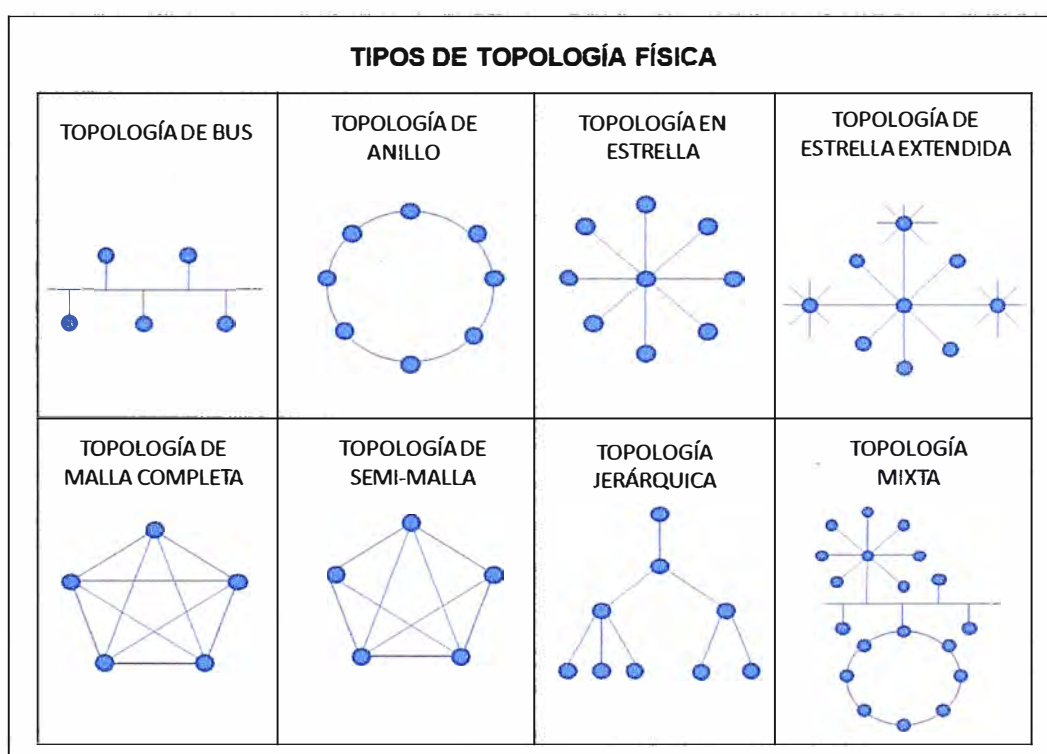 TIPOS DE TOPOLOGÍA FÍSICA
TOPOLOGÍA DE BUS
TOPOLOGÍA DE
ANILLO
TOPOLOGÍA EN
ESTRELLA
TOPOLOGÍA DE
ESTRELLA EXTENDIDA
TOPOLOGÍA DE
MALLA COMPLETA
TOPOLOGÍA DE
SEMI-MALLA
TOPOLOGÍA
JERÁRQUICA
TOPOLOGÍA
MIXTA